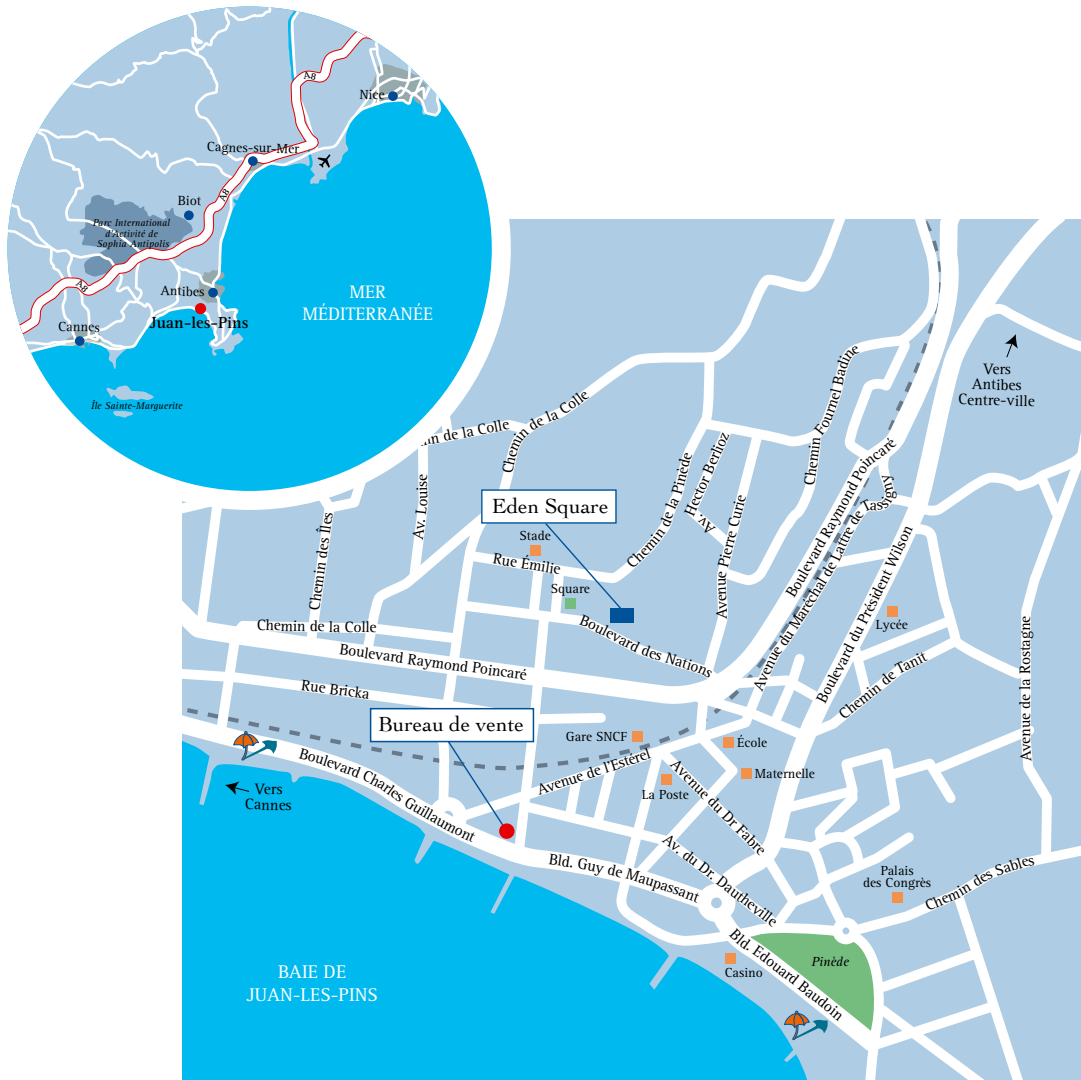 A8
Nice
Cagnes-sur-Mer
A8
Biot
Parc International
d'Activité de
Sophia Antipolis
A8
Antibes
Juan-les-Pins
Cannes
MER
MÉDITERRANÉE
Île Sainte-Marguerite
Vers
Antibes
Centre-ville
Chemin de la Colle
in de la Colle
Chemin Fournel Badine
Av. Louise
Chemin des Îles
Eden Square
Stade
Rue Émilie
Square
Chemin de la Pinède
Av. Hector Berlioz
Avenue Pierre Curie
Boulevard Raymond Poincaré
Avenue du Maréchal de Lattre de Tassigny
Boulevard du Président Wilson
Lycée
Chemin de Tanit
Avenue de la Rostagne
Chemin de la Colle
Boulevard Raymond Poincaré
Boulevard des Nations
Rue Bricka
Bureau de vente
Gare SNCF
École
Maternelle
La Poste
Avenue de l'Estérel
Avenue du Dr Fabre
Vers
Cannes
Boulevard Charles Guillaumont
Bld. Guy de Maupassant
Av. du Dr. Dautheville
Palais
des Congrès
Chemin des Sables
Bld. Edouard Baudoin
Casino
Pinède
BAIE DE
JUAN-LES-PINS